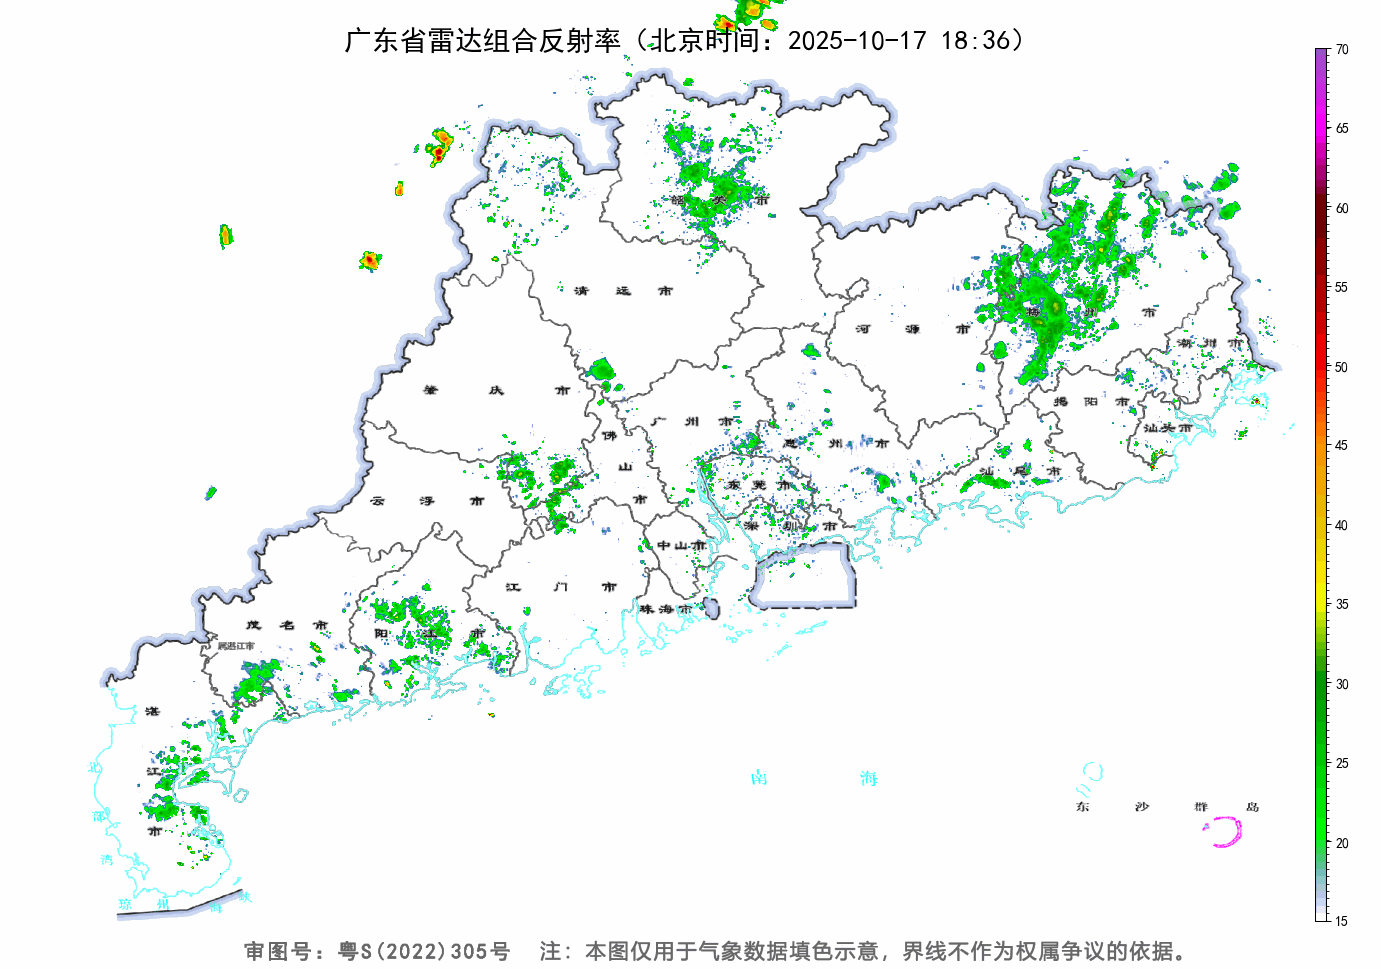 广东省雷达组合反射率（北京时间：2025-10-17 18:36）
70
65
60
55
50
45
40
35
30
25
20
15
韶关市
清远市
河源市
梅州市
潮州市
肇庆市
广州市
佛山市
惠州市
揭阳市
汕头市
汕尾市
云浮市
东莞市
深圳市
中山市
江门市
珠海市
茂名市
阳江市
属湛江市
湛江市
北部湾
琼州海峡
南海
东沙群岛
审图号：粤S(2022)305号 注：本图仅用于气象数据填色示意，界线不作为权属争议的依据。